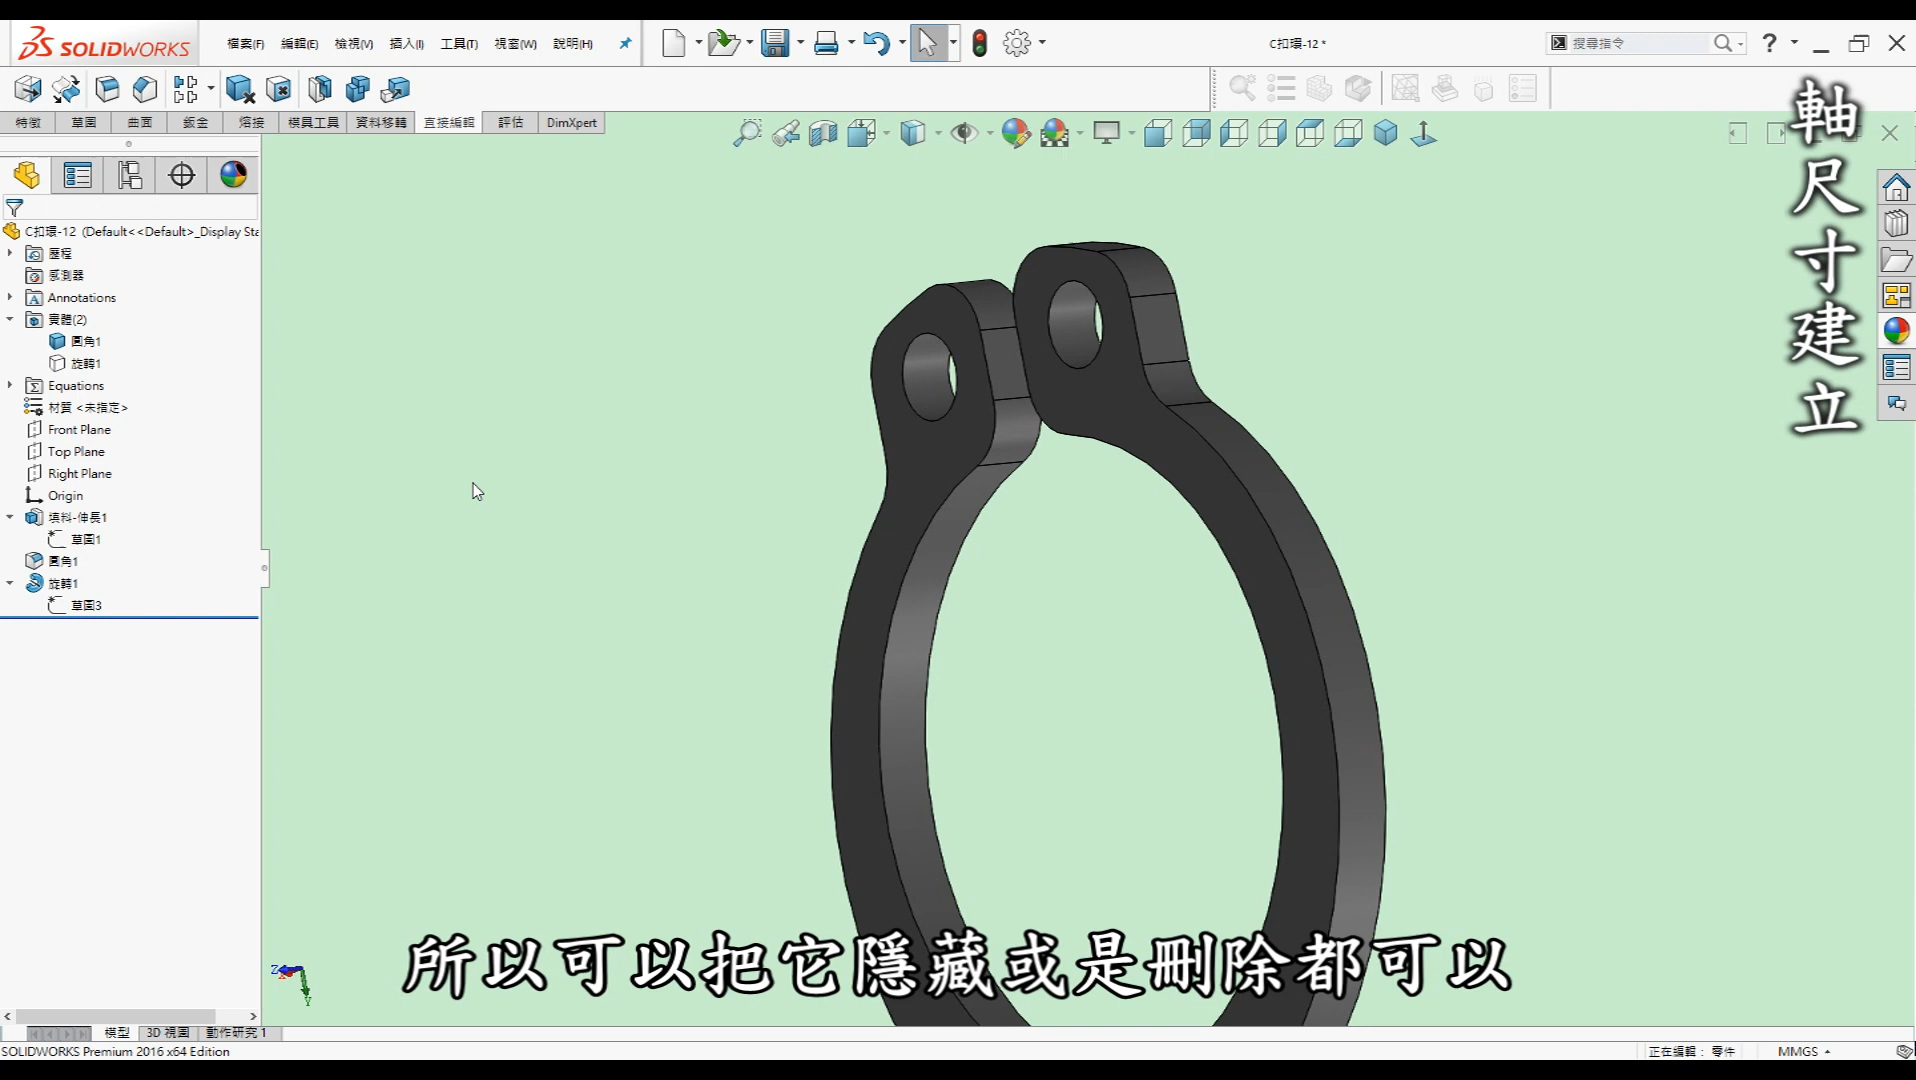 SOLIDWORKS
檔案(F)
編輯(E)
檢視(V)
插入(I)
工具(T)
視窗(W)
說明(H)
C扣環-12 *
搜尋指令
特徵
草圖
曲面
鈑金
熔接
模具工具
資料移轉
直接編輯
評估
DimXpert
C扣環-12 (Default<<Default>_Display Sta
歷程
感測器
Annotations
實體(2)
圓角1
旋轉1
Equations
材質 <未指定>
Front Plane
Top Plane
Right Plane
Origin
填料-伸長1
草圖1
圓角1
旋轉1
草圖3
軸尺寸建立
所以可以把它隱藏或是刪除都可以
Z
Y
模型
3D 視圖
動作研究 1
SOLIDWORKS Premium 2016 x64 Edition
正在編輯： 零件
MMGS